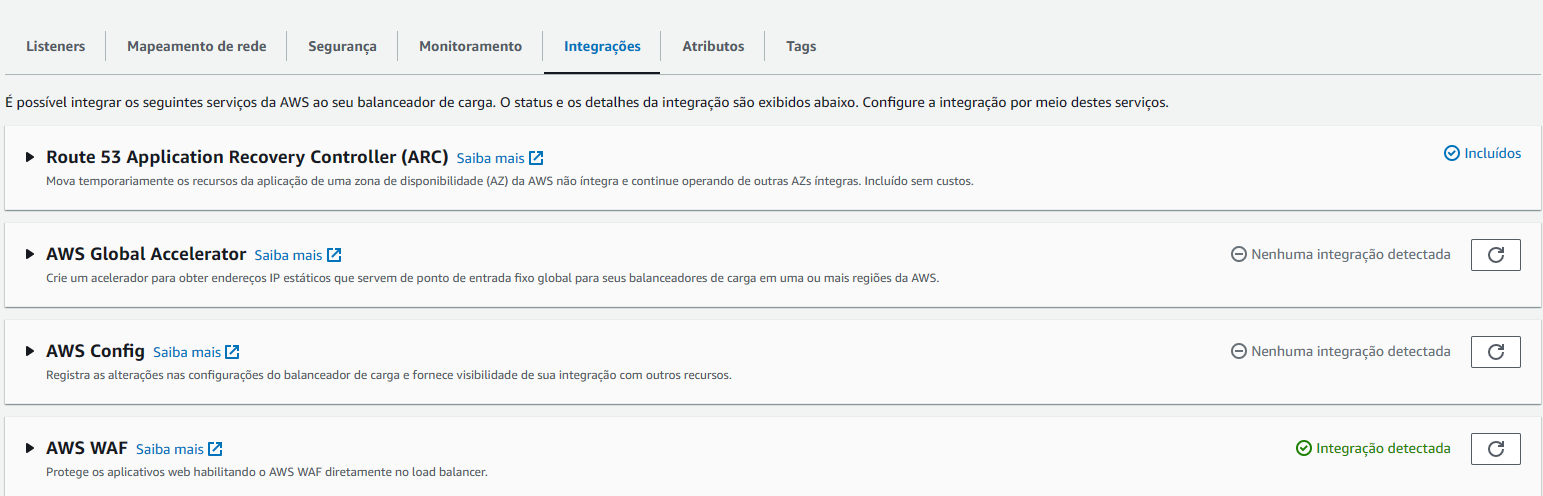 Listeners Mapeamento de rede Segurança Monitoramento Integrações Atributos Tags
É possível integrar os seguintes serviços da AWS ao seu balanceador de carga. O status e os detalhes da integração são exibidos abaixo. Configure a integração por meio destes serviços.
Route 53 Application Recovery Controller (ARC) Saiba mais Incluídos
Mova temporariamente os recursos da aplicação de uma zona de disponibilidade (AZ) da AWS não íntegra e continue operando de outras AZs íntegras. Incluído sem custos.
AWS Global Accelerator Saiba mais Nenhuma integração detectada
Crie um acelerador para obter endereços IP estáticos que servem de ponto de entrada fixo global para seus balanceadores de carga em uma ou mais regiões da AWS.
AWS Config Saiba mais Nenhuma integração detectada
Registra as alterações nas configurações do balanceador de carga e fornece visibilidade de sua integração com outros recursos.
AWS WAF Saiba mais Integração detectada
Protege os aplicativos web habilitando o AWS WAF diretamente no load balancer.